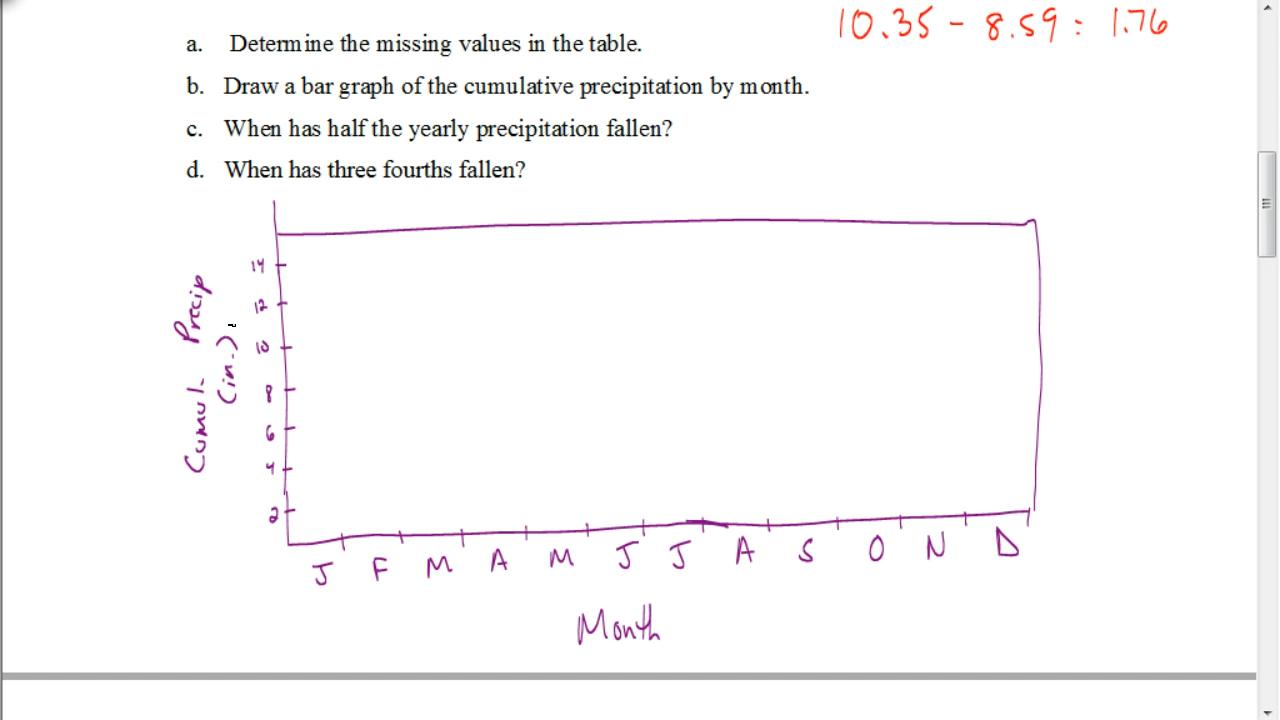 10.35 - 8.59 = 1.76
a. Determine the missing values in the table.
b. Draw a bar graph of the cumulative precipitation by month.
c. When has half the yearly precipitation fallen?
d. When has three fourths fallen?
Cumul. Precip
(in.)
14
12
10
8
6
4
2
J F M A M J J A S O N D
Month